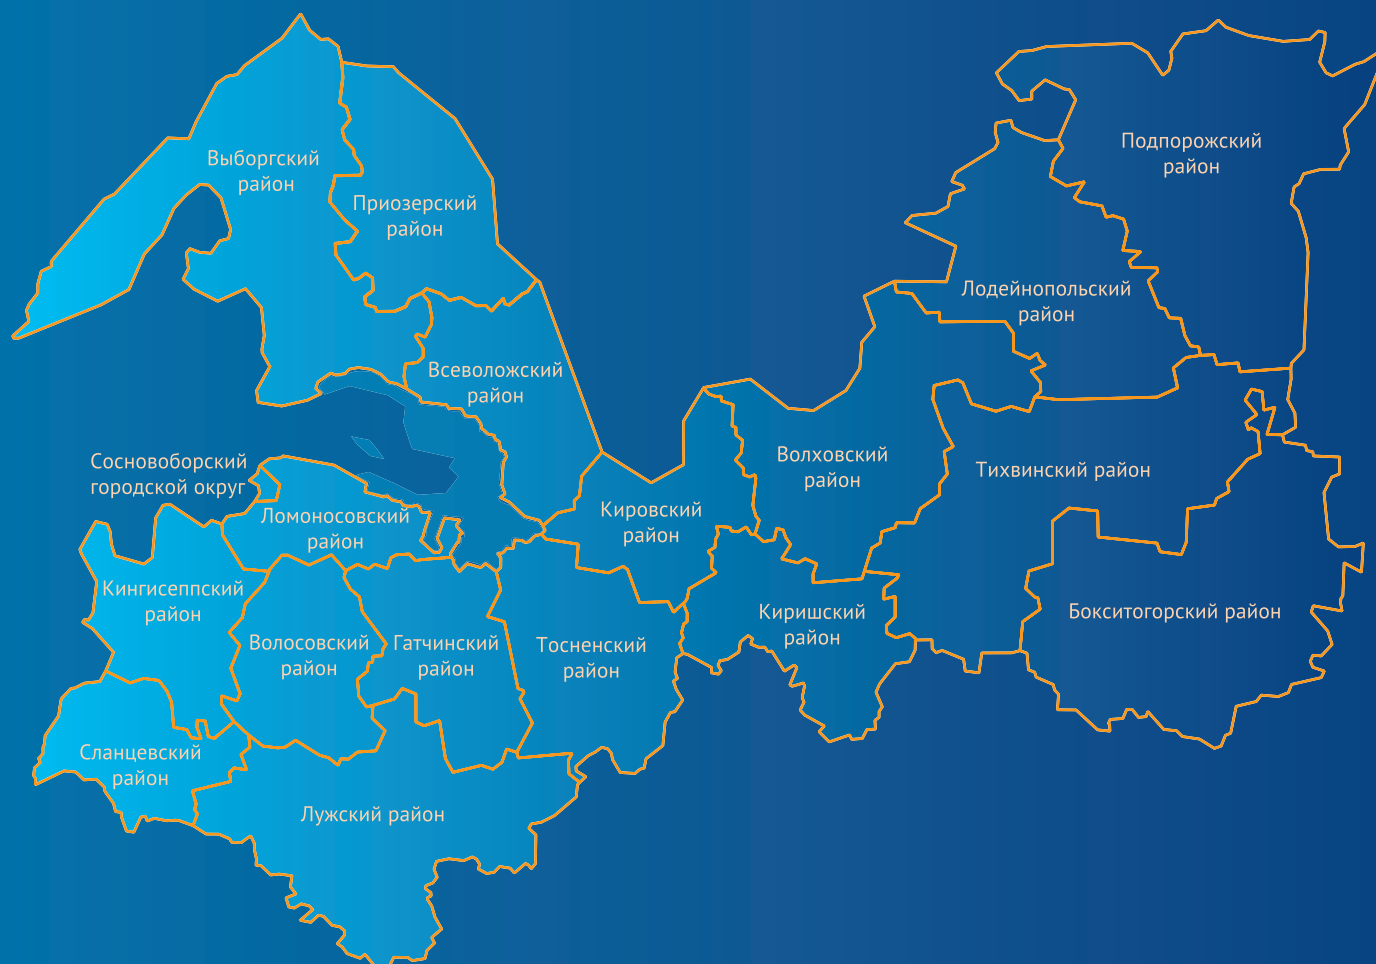 Подпорожский
район
Выборгский
район
Приозерский
район
Лодейнопольский
район
Всеволожский
район
Волховский
район
Тихвинский район
Сосновоборский
городской округ
Кировский
район
Ломоносовский
район
Кингисеппский
район
Киришский
район
Бокситогорский район
Волосовский
район
Гатчинский
район
Тосненский
район
Сланцевский
район
Лужский район